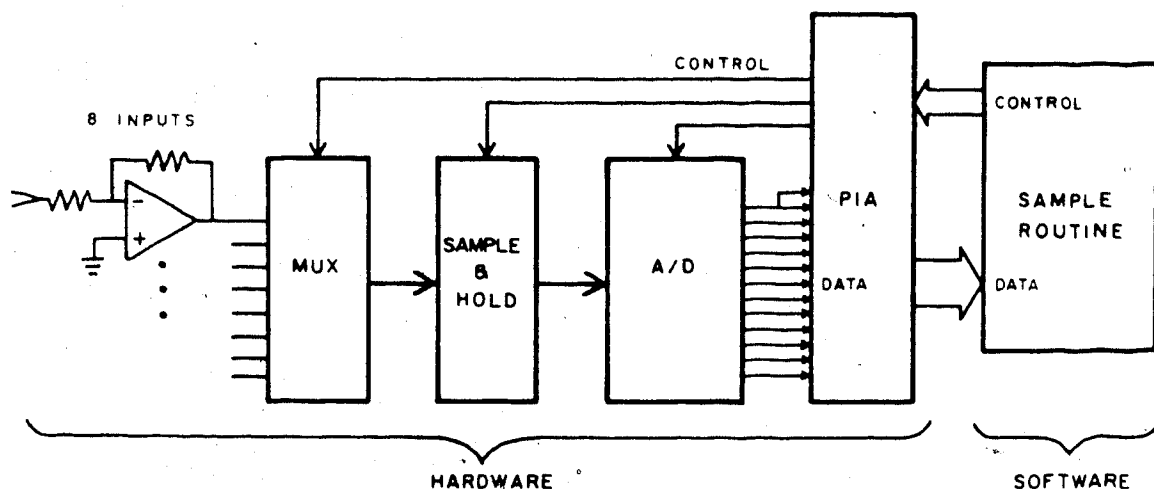 CONTROL
8 INPUTS
CONTROL
-
+
MUX
SAMPLE
&
HOLD
A/D
PIA
DATA
SAMPLE
ROUTINE
DATA
HARDWARE
SOFTWARE